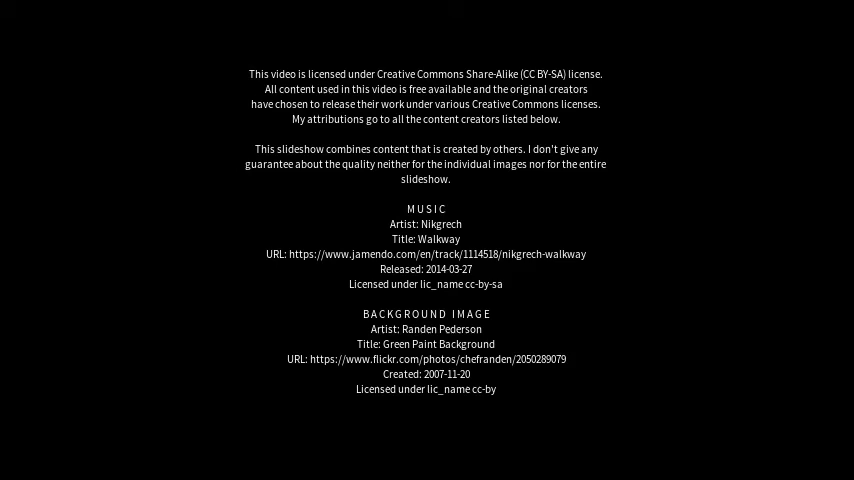 This video is licensed under Creative Commons Share-Alike (CC BY-SA) license.
All content used in this video is free available and the original creators
have chosen to release their work under various Creative Commons licenses.
My attributions go to all the content creators listed below.
This slideshow combines content that is created by others. I don't give any
guarantee about the quality neither for the individual images nor for the entire
slideshow.
MUSIC
Artist: Nikgrech
Title: Walkway
URL: https://www.jamendo.com/en/track/1114518/nikgrech-walkway
Released: 2014-03-27
Licensed under lic_name cc-by-sa
BACKGROUND IMAGE
Artist: Randen Pederson
Title: Green Paint Background
URL: https://www.flickr.com/photos/chefranden/2050289079
Created: 2007-11-20
Licensed under lic_name cc-by